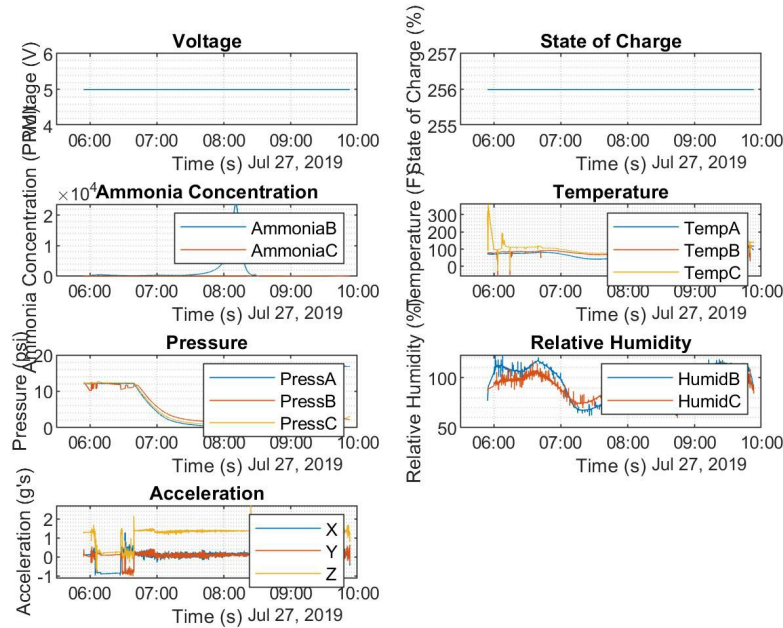 Voltage
Voltage (V)
6
5
4
06:00 07:00 08:00 09:00 10:00
Time (s) Jul 27, 2019
State of Charge
State of Charge (%)
257
256
255
06:00 07:00 08:00 09:00 10:00
Time (s) Jul 27, 2019
Ammonia Concentration
Ammonia Concentration (PPM)
×10^4
2
1
0
AmmoniaB
AmmoniaC
06:00 07:00 08:00 09:00 10:00
Time (s) Jul 27, 2019
Temperature
Temperature (F)
300
200
100
0
TempA
TempB
TempC
06:00 07:00 08:00 09:00 10:00
Time (s) Jul 27, 2019
Pressure
Pressure (psi)
20
10
0
PressA
PressB
PressC
06:00 07:00 08:00 09:00 10:00
Time (s) Jul 27, 2019
Relative Humidity
Relative Humidity (%)
100
50
HumidB
HumidC
06:00 07:00 08:00 09:00 10:00
Time (s) Jul 27, 2019
Acceleration
Acceleration (g's)
2
1
0
-1
X
Y
Z
06:00 07:00 08:00 09:00 10:00
Time (s) Jul 27, 2019